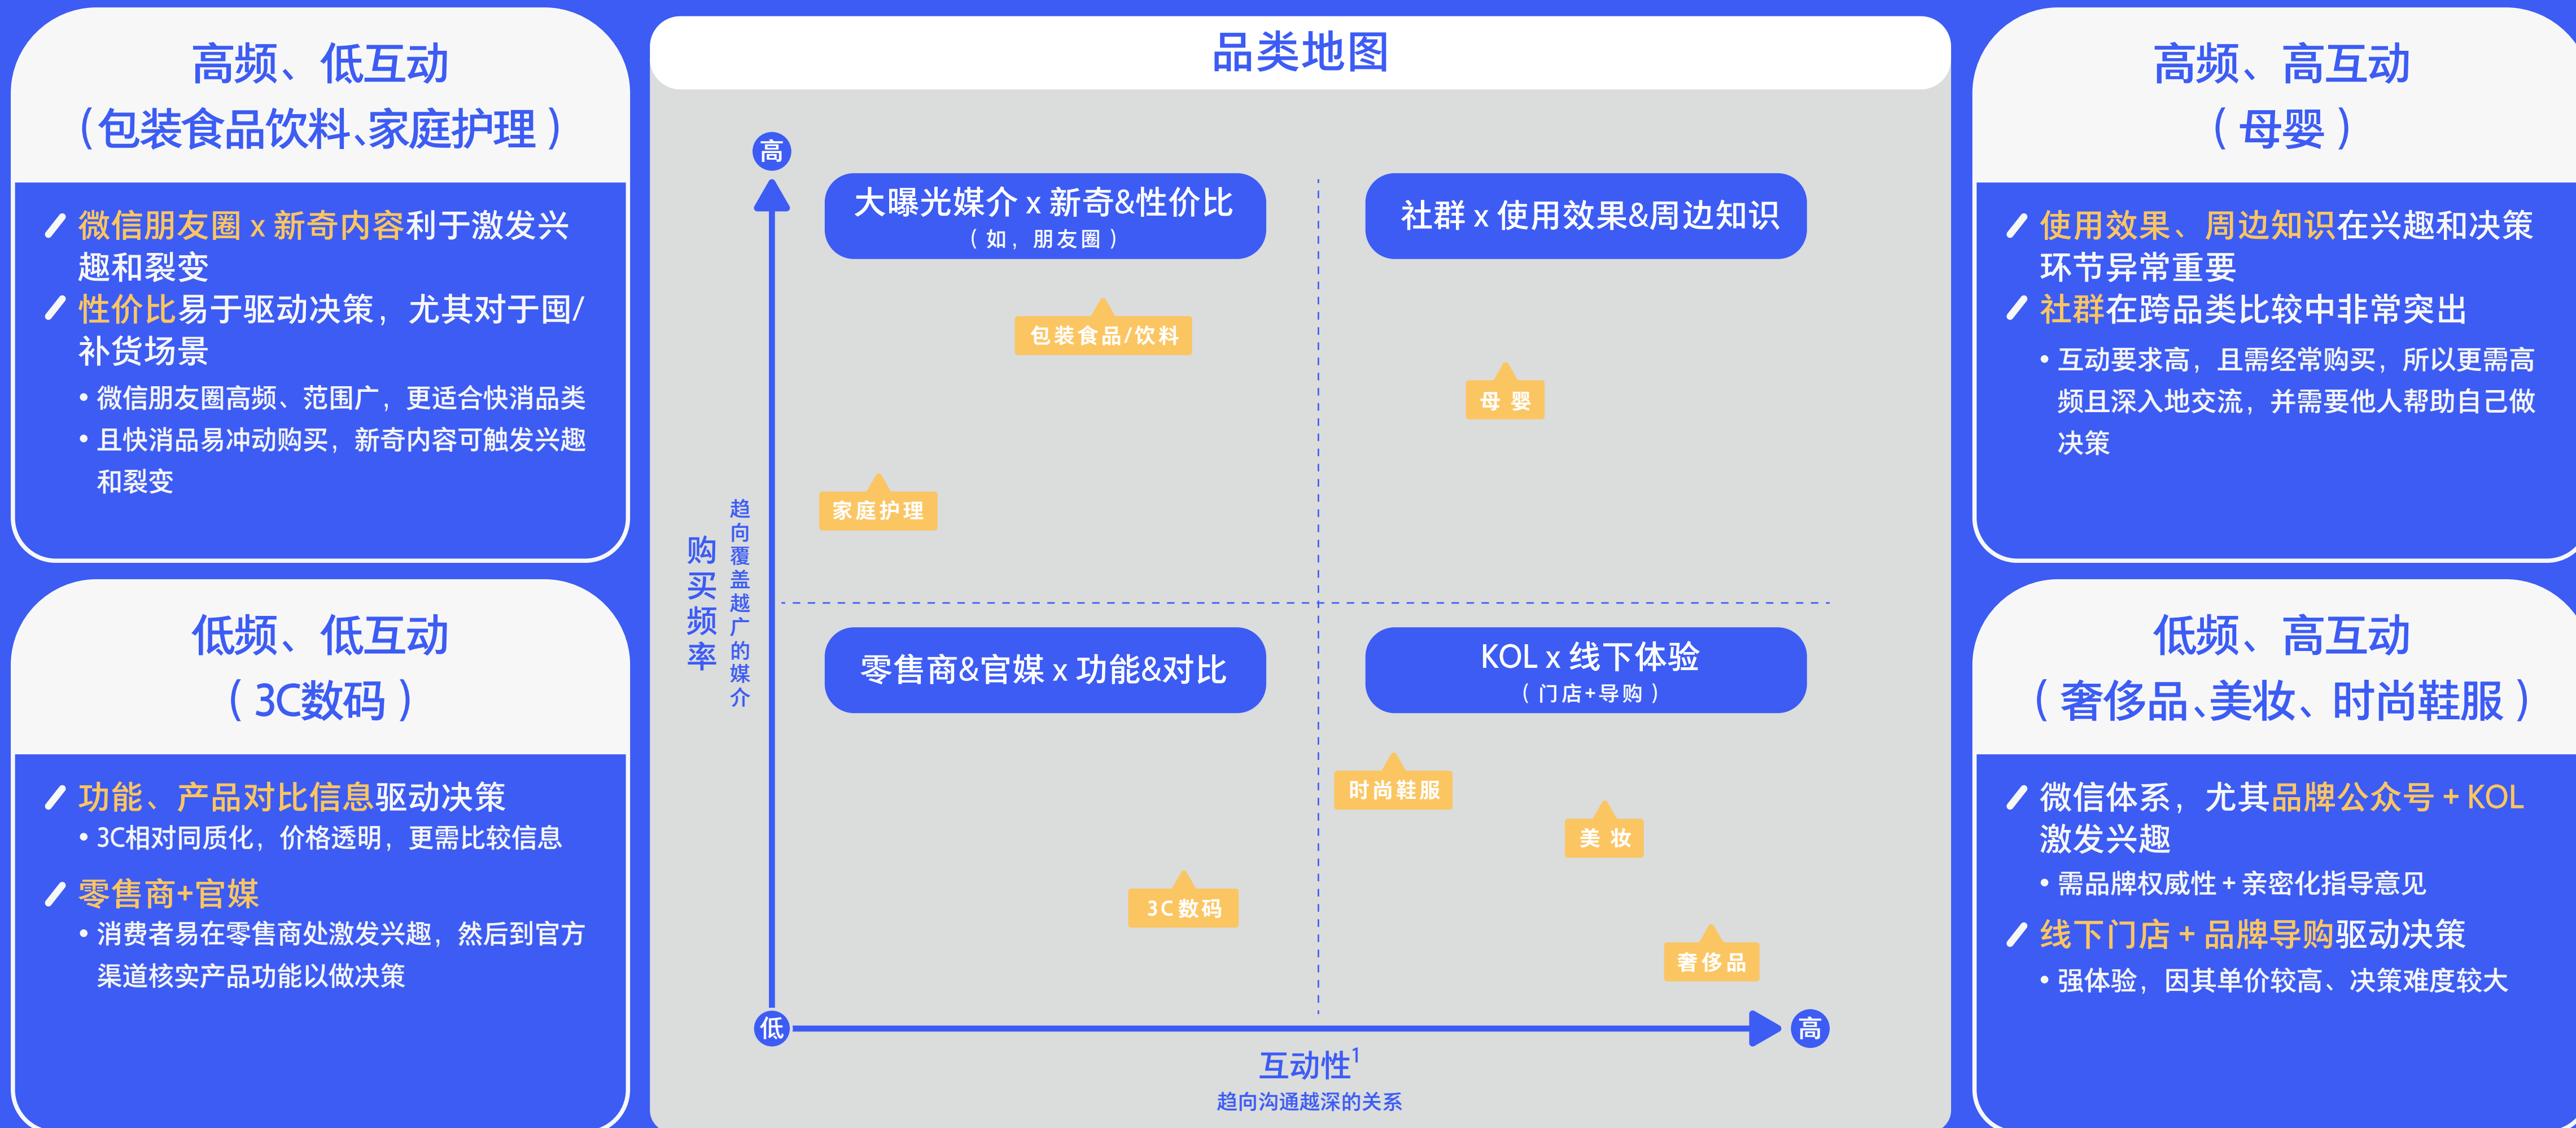 高频、低互动
（包装食品饮料、家庭护理）
微信朋友圈 x 新奇内容利于激发兴
趣和裂变
性价比易于驱动决策，尤其对于囤/
补货场景
• 微信朋友圈高频、范围广，更适合快消品类
• 且快消品易冲动购买，新奇内容可触发兴趣
和裂变
低频、低互动
（3C数码）
功能、产品对比信息驱动决策
• 3C相对同质化，价格透明，更需比较信息
零售商+官媒
• 消费者易在零售商处激发兴趣，然后到官方
渠道核实产品功能以做决策
品类地图
高
大曝光媒介 x 新奇&性价比
（如，朋友圈）
社群 x 使用效果&周边知识
包装食品/饮料
母婴
家庭护理
购买频率
趋向覆盖越广的媒介
零售商&官媒 x 功能&对比
KOL x 线下体验
（门店+导购）
时尚鞋服
美妆
3C数码
奢侈品
低
高
互动性1
趋向沟通越深的关系
高频、高互动
（母婴）
使用效果、周边知识在兴趣和决策
环节异常重要
社群在跨品类比较中非常突出
• 互动要求高，且需经常购买，所以更需高
频且深入地交流，并需要他人帮助自己做
决策
低频、高互动
（奢侈品、美妆、时尚鞋服）
微信体系，尤其品牌公众号 + KOL
激发兴趣
• 需品牌权威性 + 亲密化指导意见
线下门店 + 品牌导购驱动决策
• 强体验，因其单价较高、决策难度较大